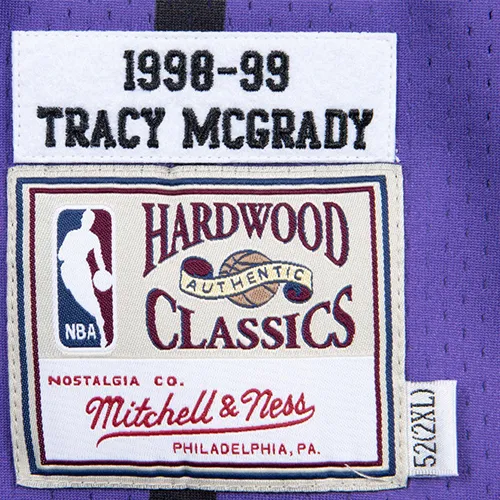 1998-99
TRACY MCGRADY
HARDWOOD
AUTHENTIC
CLASSICS
NBA
NOSTALGIA CO.
Mitchell & Ness
PHILADELPHIA, PA.
52(2XL)